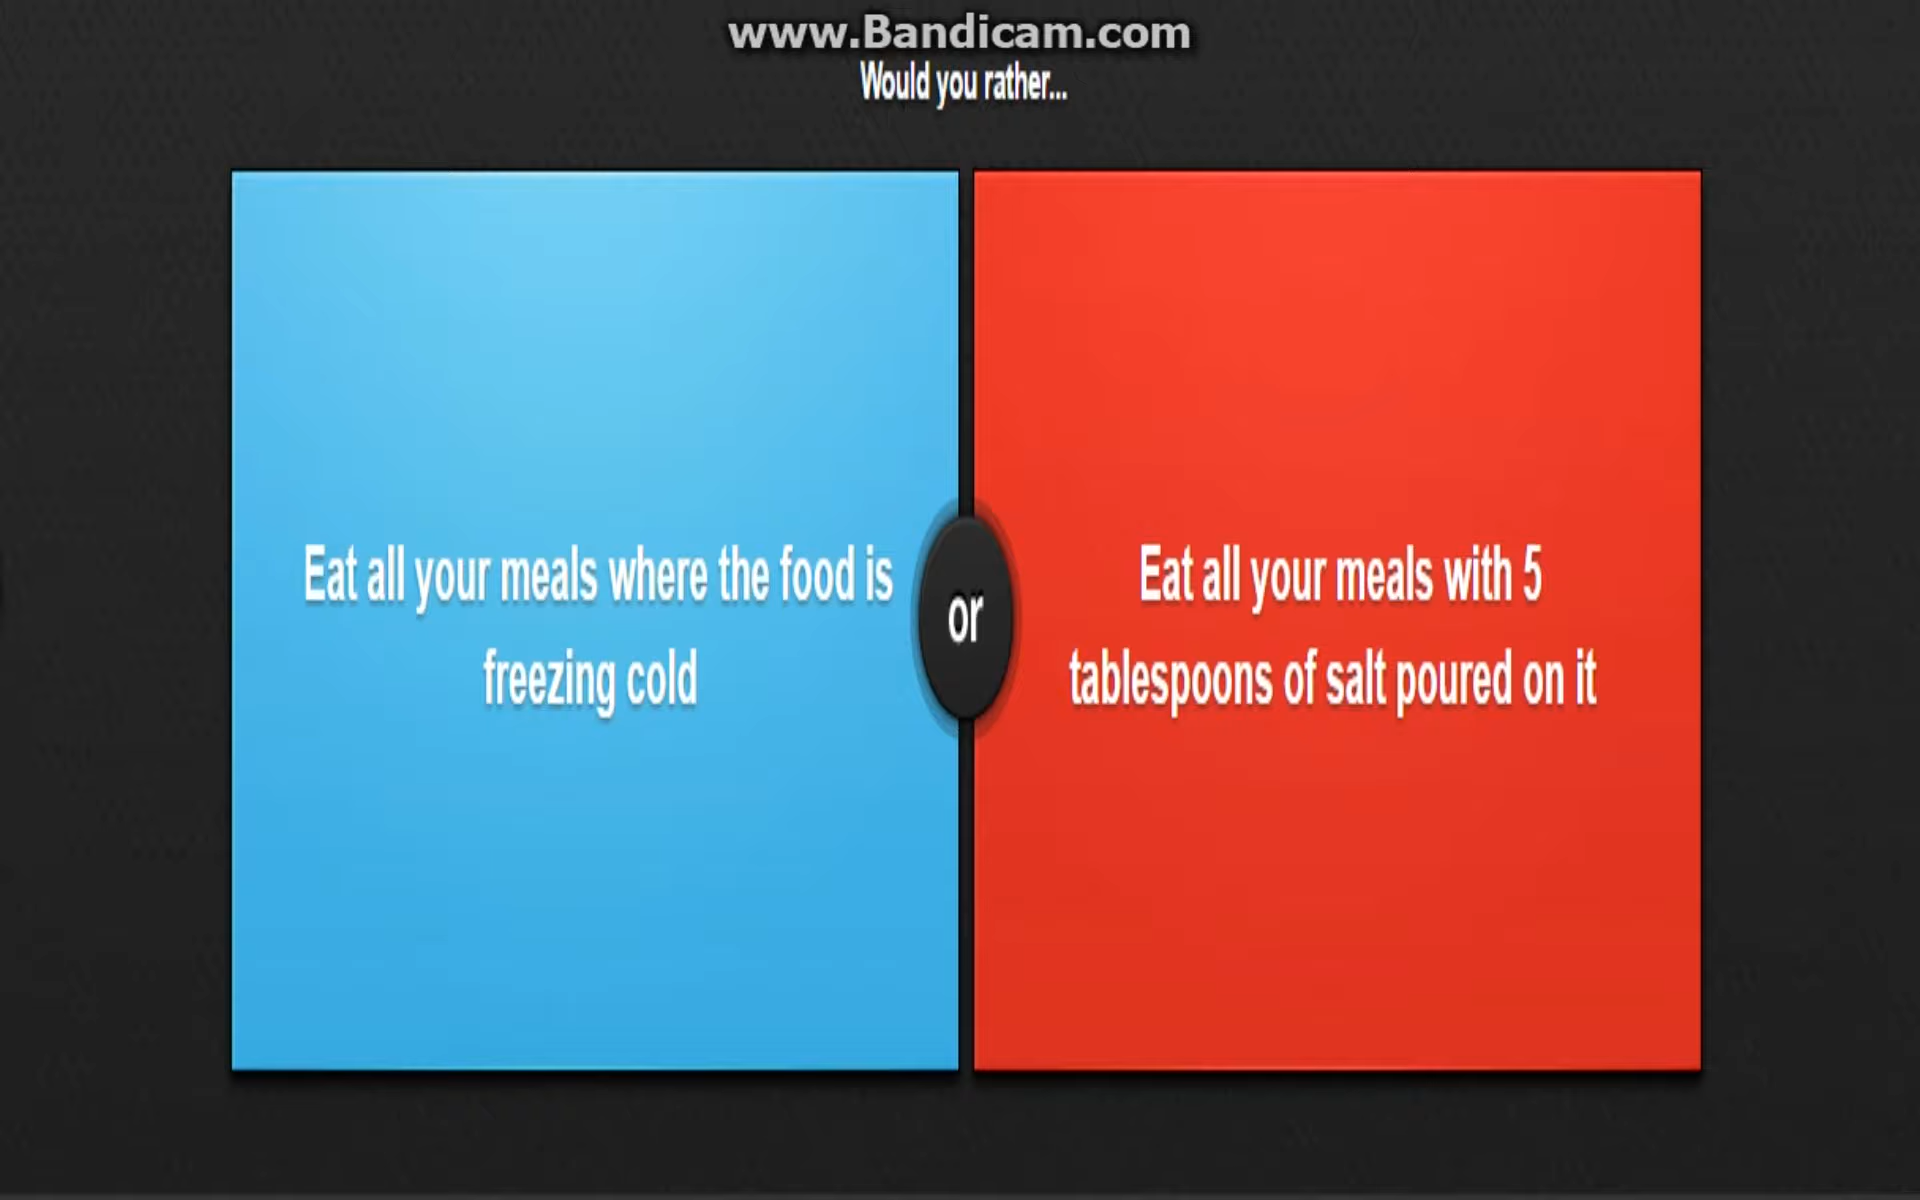 www.Bandicam.com
Would you rather...
Eat all your meals where the food is
freezing cold
or
Eat all your meals with 5
tablespoons of salt poured on it